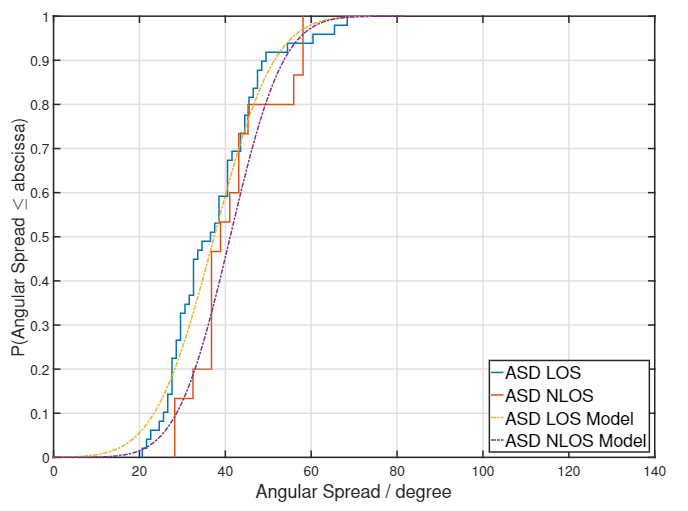 1
0.9
0.8
0.7
0.6
0.5
0.4
0.3
0.2
0.1
0
P(Angular Spread ≤ abscissa)
ASD LOS
ASD NLOS
ASD LOS Model
ASD NLOS Model
0 20 40 60 80 100 120 140
Angular Spread / degree